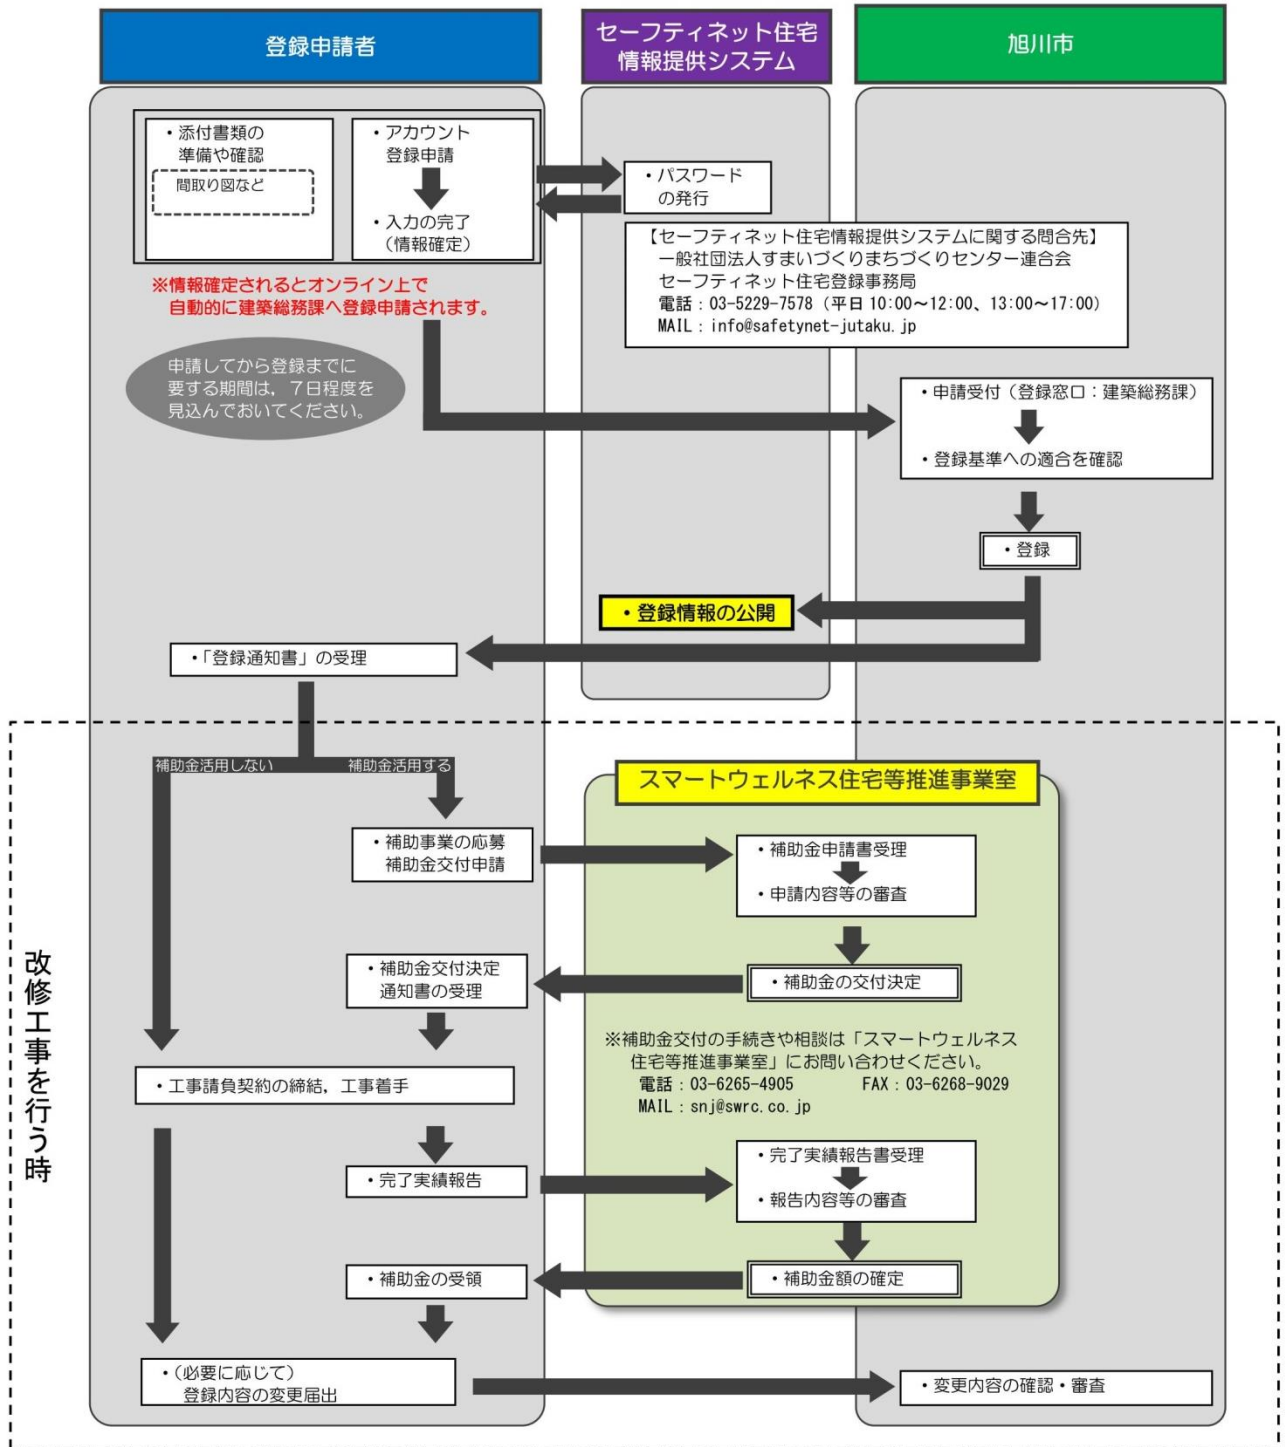 登録申請者
セーフティネット住宅
情報提供システム
旭川市
・添付書類の
準備や確認
間取り図など
・アカウント
登録申請
・入力の完了
（情報確定）
・パスワード
の発行
【セーフティネット住宅情報提供システムに関する問合先】
一般社団法人すまいづくりまちづくりセンター連合会
セーフティネット住宅登録事務局
電話：03-5229-7578（平日 10:00～12:00、13:00～17:00）
MAIL：info@safetynet-jutaku.jp
※情報確定されるとオンライン上で
自動的に建築総務課へ登録申請されます。
申請してから登録までに
要する期間は，７日程度を
見込んでおいてください。
・申請受付（登録窓口：建築総務課）
・登録基準への適合を確認
・登録
・登録情報の公開
・「登録通知書」の受理
改修工事を行う時
補助金活用しない
補助金活用する
スマートウェルネス住宅等推進事業室
・補助事業の応募
補助金交付申請
・補助金申請書受理
・申請内容等の審査
・補助金交付決定
通知書の受理
・補助金の交付決定
※補助金交付の手続きや相談は「スマートウェルネス
住宅等推進事業室」にお問い合わせください。
電話：03-6265-4905 FAX：03-6268-9029
MAIL：snj@swrc.co.jp
・工事請負契約の締結，工事着手
・完了実績報告
・完了実績報告書受理
・報告内容等の審査
・補助金の受領
・補助金額の確定
・（必要に応じて）
登録内容の変更届出
・変更内容の確認・審査